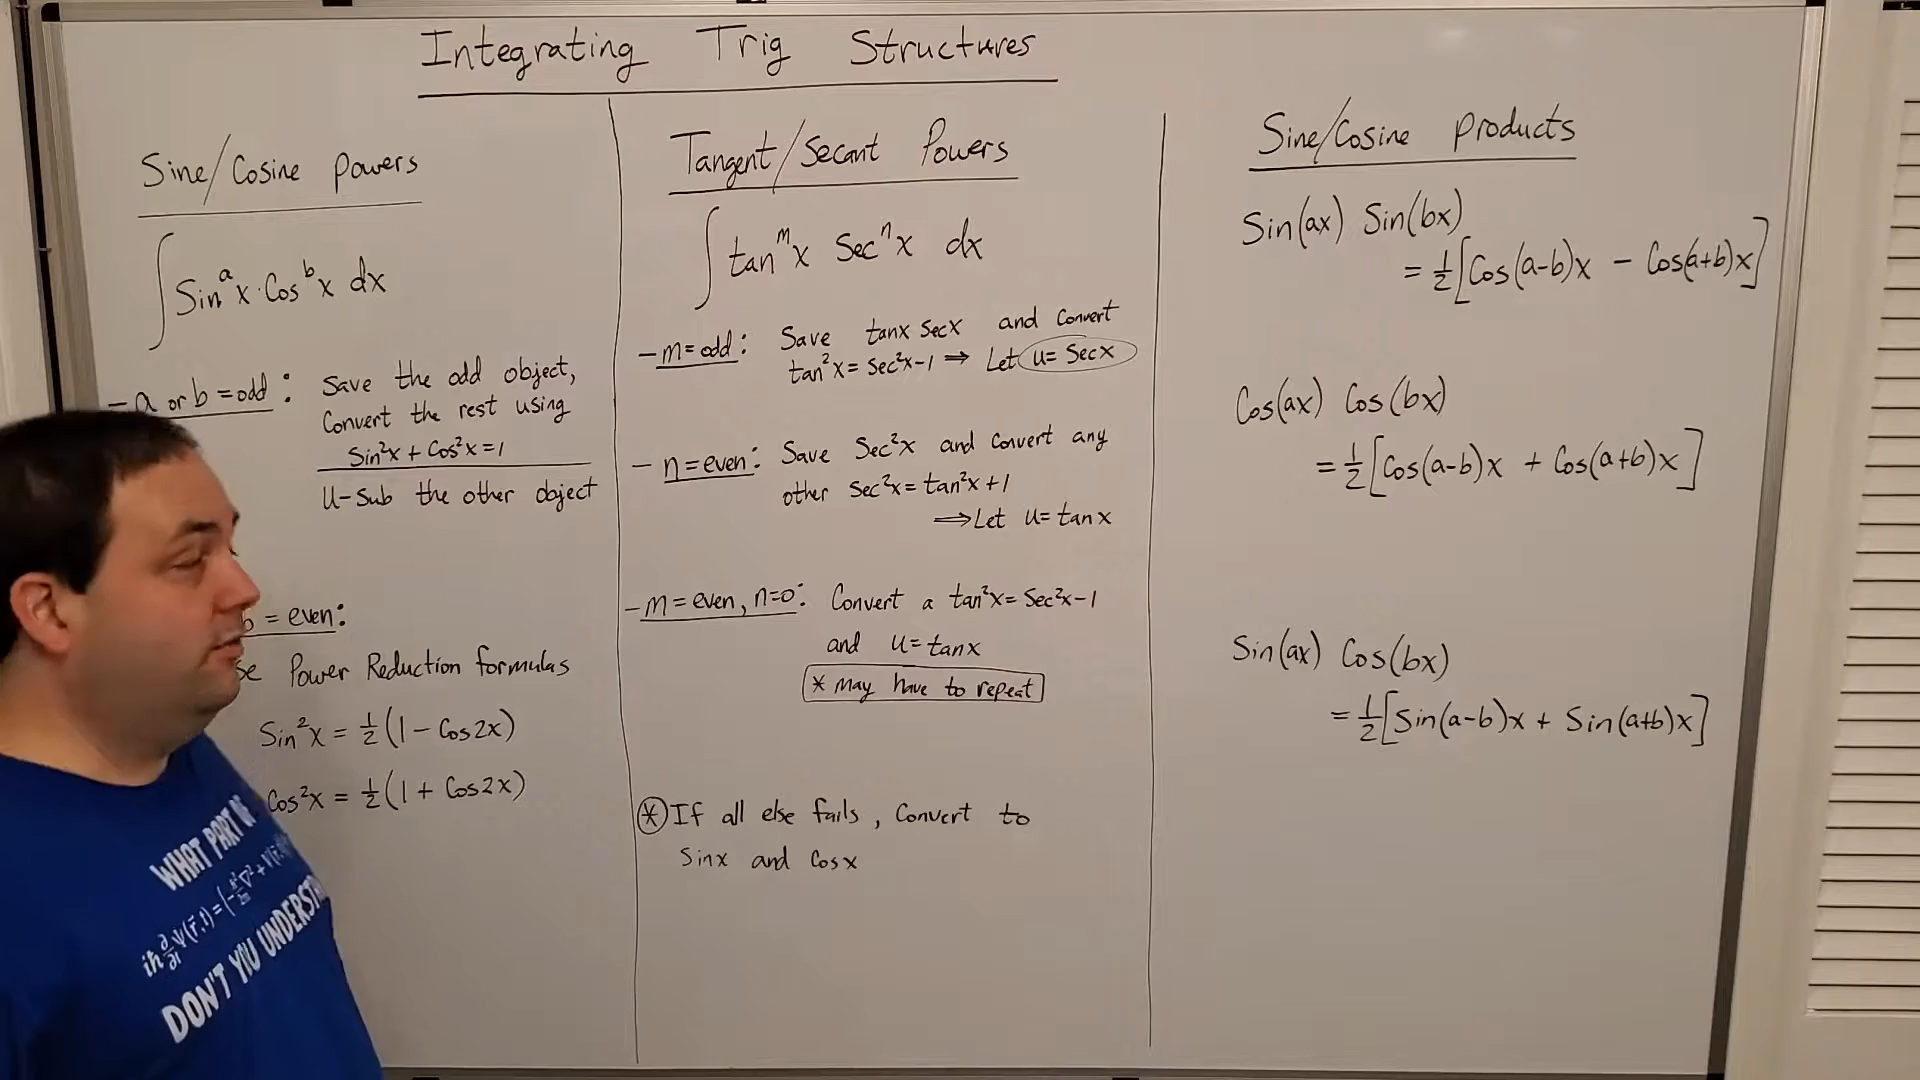 Integrating Trig Structures
Sine/Cosine Powers
∫ Sin^a x · Cos^b x dx
- a or b = odd : Save the odd object,
Convert the rest using
Sin²x + Cos²x = 1
U-sub the other object
b = even:
Power Reduction formulas
Sin²x = 1/2 (1 - Cos2x)
Cos²x = 1/2 (1 + Cos2x)
Tangent/Secant Powers
∫ tan^m x Sec^n x dx
- m = odd : Save tanx Secx and Convert
tan²x = Sec²x-1 ⇒ Let u = Secx
- n = even : Save Sec²x and Convert any
other Sec²x = tan²x + 1
⇒ Let u = tanx
- m = even, n=0 : Convert a tan²x = Sec²x-1
and u = tanx
* may have to repeat
* If all else fails, Convert to
Sinx and Cosx
Sine/Cosine Products
Sin(ax) Sin(bx)
= 1/2 [Cos(a-b)x - Cos(a+b)x]
Cos(ax) Cos(bx)
= 1/2 [Cos(a-b)x + Cos(a+b)x]
Sin(ax) Cos(bx)
= 1/2 [Sin(a-b)x + Sin(a+b)x]
WHAT PART OF
DON'T YOU